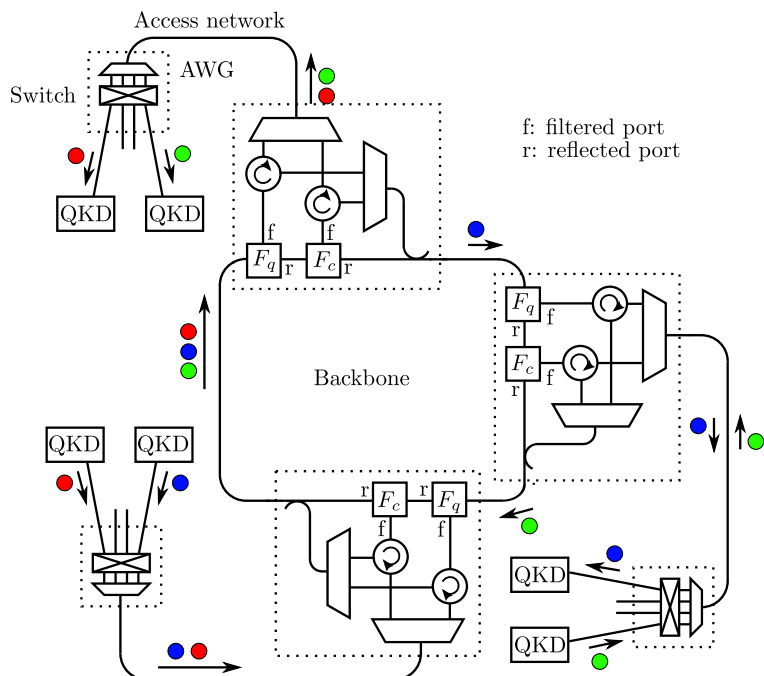 Access network
AWG
Switch
f: filtered port
r: reflected port
QKD QKD
f f
F_q r F_c r
F_q f
r
F_c f
r
Backbone
QKD QKD
r F_c r F_q
f f
QKD
QKD